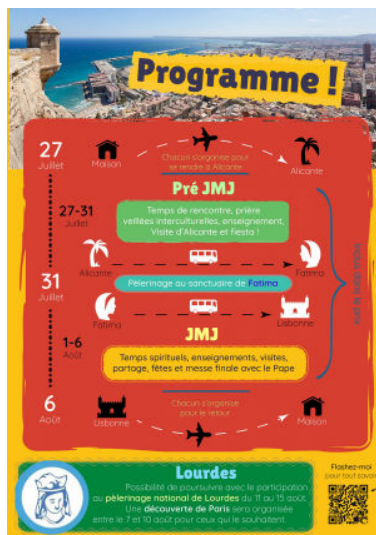 Programme !
27
Juillet
Maison
Chacun s'organise pour
se rendre à Alicante
Alicante
Pré JMJ
27-31
Juillet
Temps de rencontre, prière
veillées interculturelles, enseignement,
Visite d'Alicante et fiesta !
Alicante
Fatima
31
Juillet
Pèlerinage au sanctuaire de Fatima
Inclus dans le prix
Fatima
Lisbonne
JMJ
1-6
Août
Temps spirituels, enseignements, visites,
partage, fêtes et messe finale avec le Pape
6
Août
Lisbonne
Chacun s'organise
pour le retour
Maison
Lourdes
Possibilité de poursuivre avec la participation
au pèlerinage national de Lourdes du 11 au 15 août.
Une découverte de Paris sera organisée
entre le 7 et 10 août pour ceux qui le souhaitent.
Flashez-moi
pour tout savoir